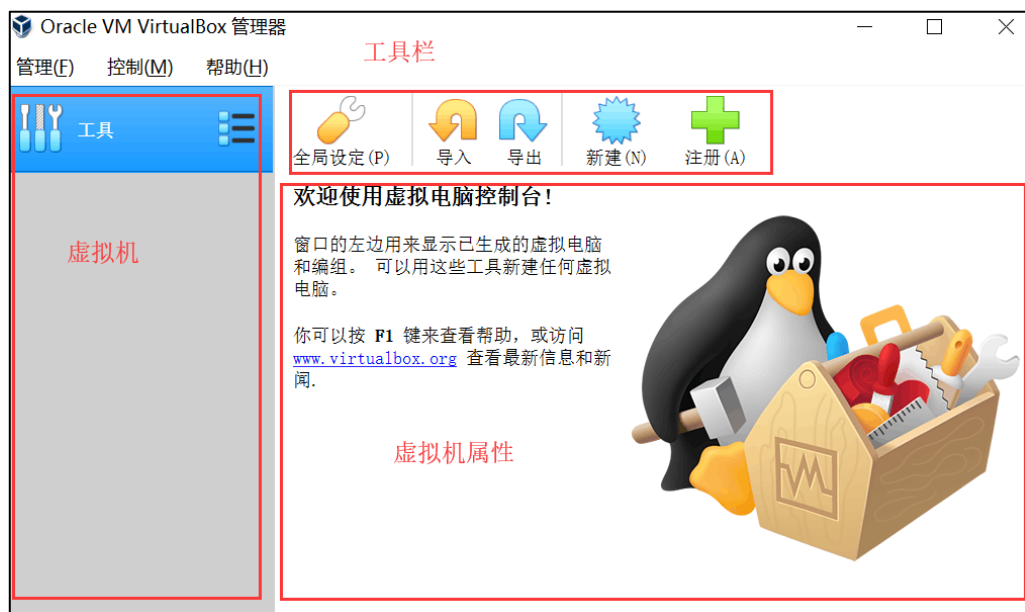 Oracle VM VirtualBox 管理器
管理(F) 控制(M) 帮助(H)
工具栏
工具
全局设定(P) 导入 导出 新建(N) 注册(A)
虚拟机
欢迎使用虚拟电脑控制台!
窗口的左边用来显示已生成的虚拟电脑
和编组。 可以用这些工具新建任何虚拟
电脑。
你可以按 F1 键来查看帮助，或访问
www.virtualbox.org 查看最新信息和新
闻.
虚拟机属性